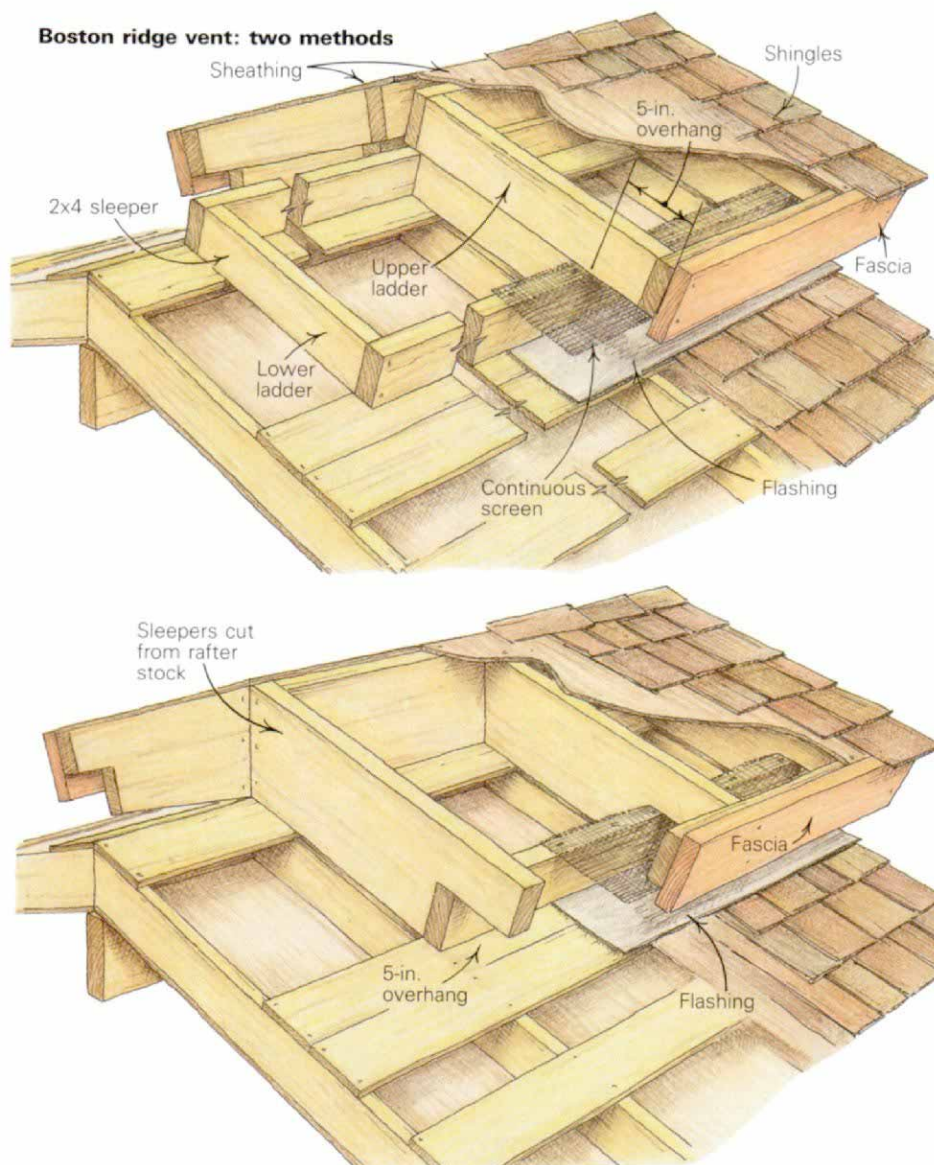 Boston ridge vent: two methods
Sheathing
Shingles
5-in.
overhang
2x4 sleeper
Upper
ladder
Fascia
Lower
ladder
Continuous
screen
Flashing
Sleepers cut
from rafter
stock
Fascia
5-in.
overhang
Flashing